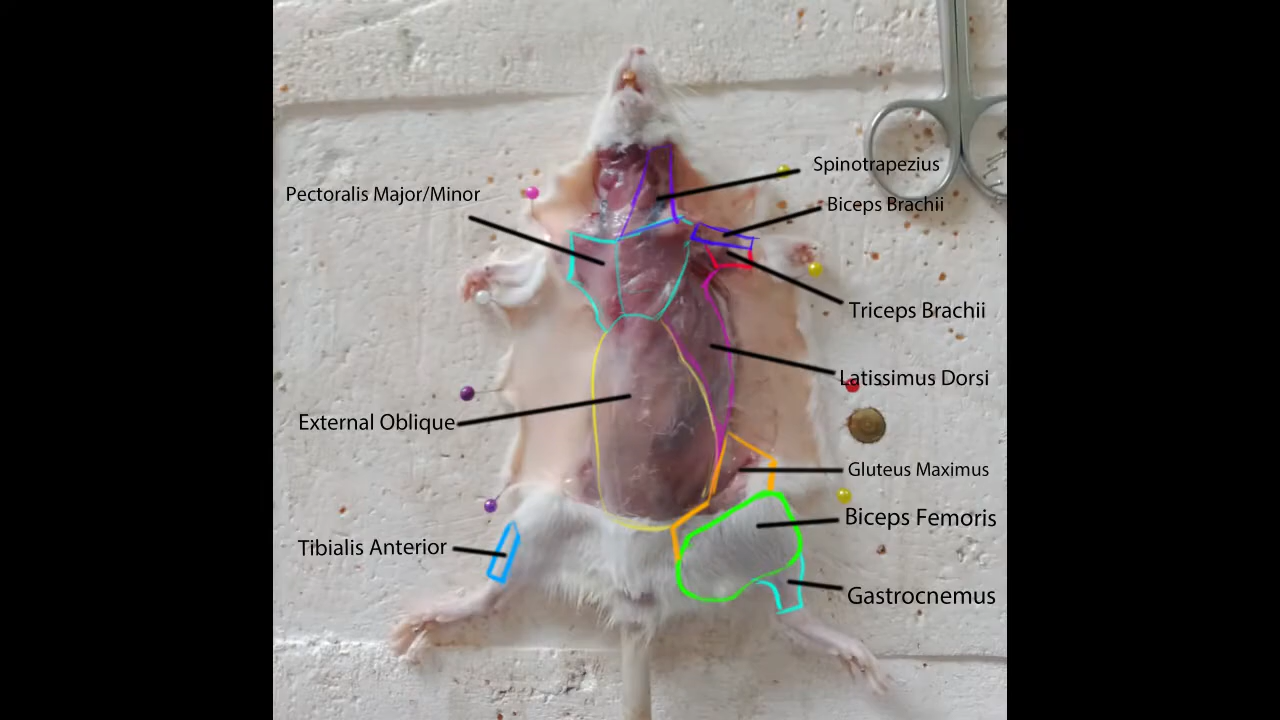 Spinotrapezius
Pectoralis Major/Minor
Biceps Brachii
Triceps Brachii
Latissimus Dorsi
External Oblique
Gluteus Maximus
Biceps Femoris
Tibialis Anterior
Gastrocnemus